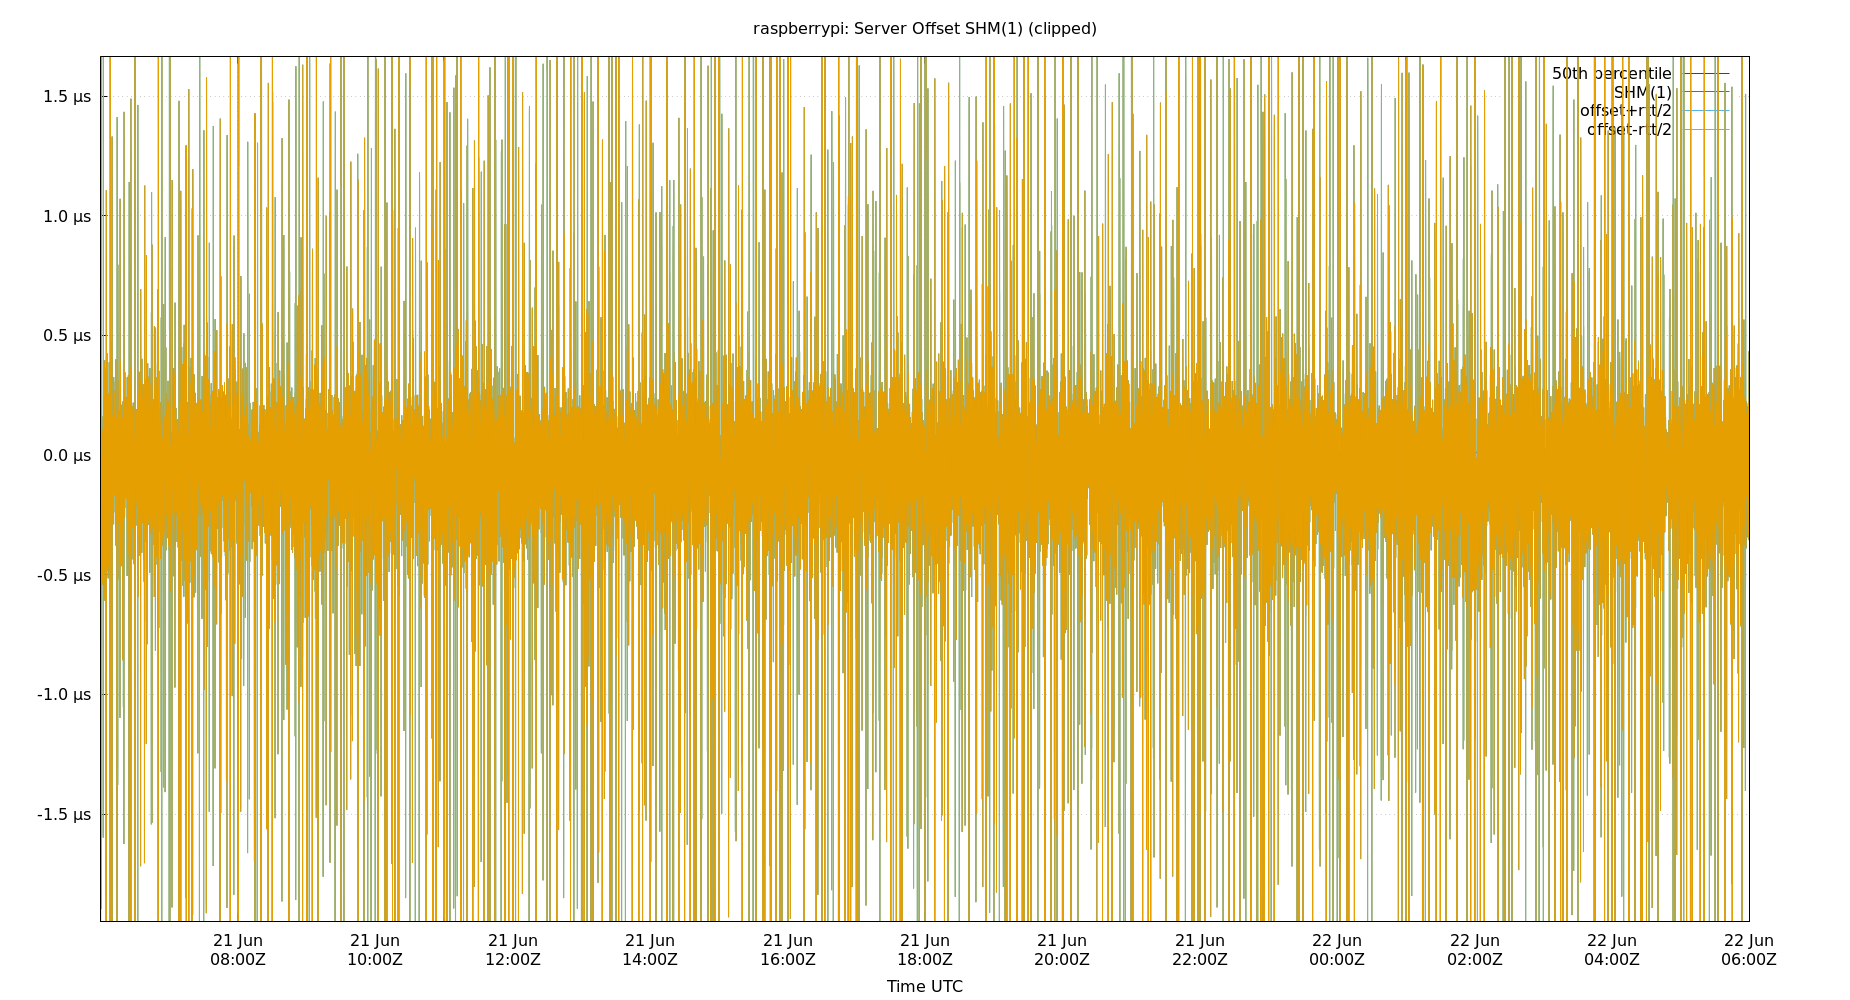 raspberrypi: Server Offset SHM(1) (clipped)
50th percentile
SHM(1)
offset+rtt/2
offset-rtt/2
1.5 µs
1.0 µs
0.5 µs
0.0 µs
-0.5 µs
-1.0 µs
-1.5 µs
21 Jun 21 Jun 21 Jun 21 Jun 21 Jun 21 Jun 21 Jun 21 Jun 22 Jun 22 Jun 22 Jun 22 Jun
08:00Z 10:00Z 12:00Z 14:00Z 16:00Z 18:00Z 20:00Z 22:00Z 00:00Z 02:00Z 04:00Z 06:00Z
Time UTC